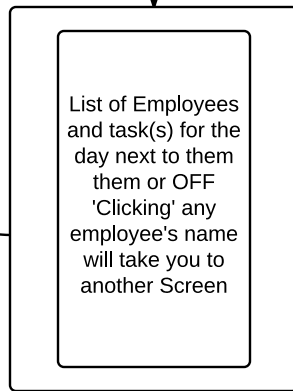 List of Employees
and task(s) for the
day next to them
them or OFF
'Clicking' any
employee's name
will take you to
another Screen